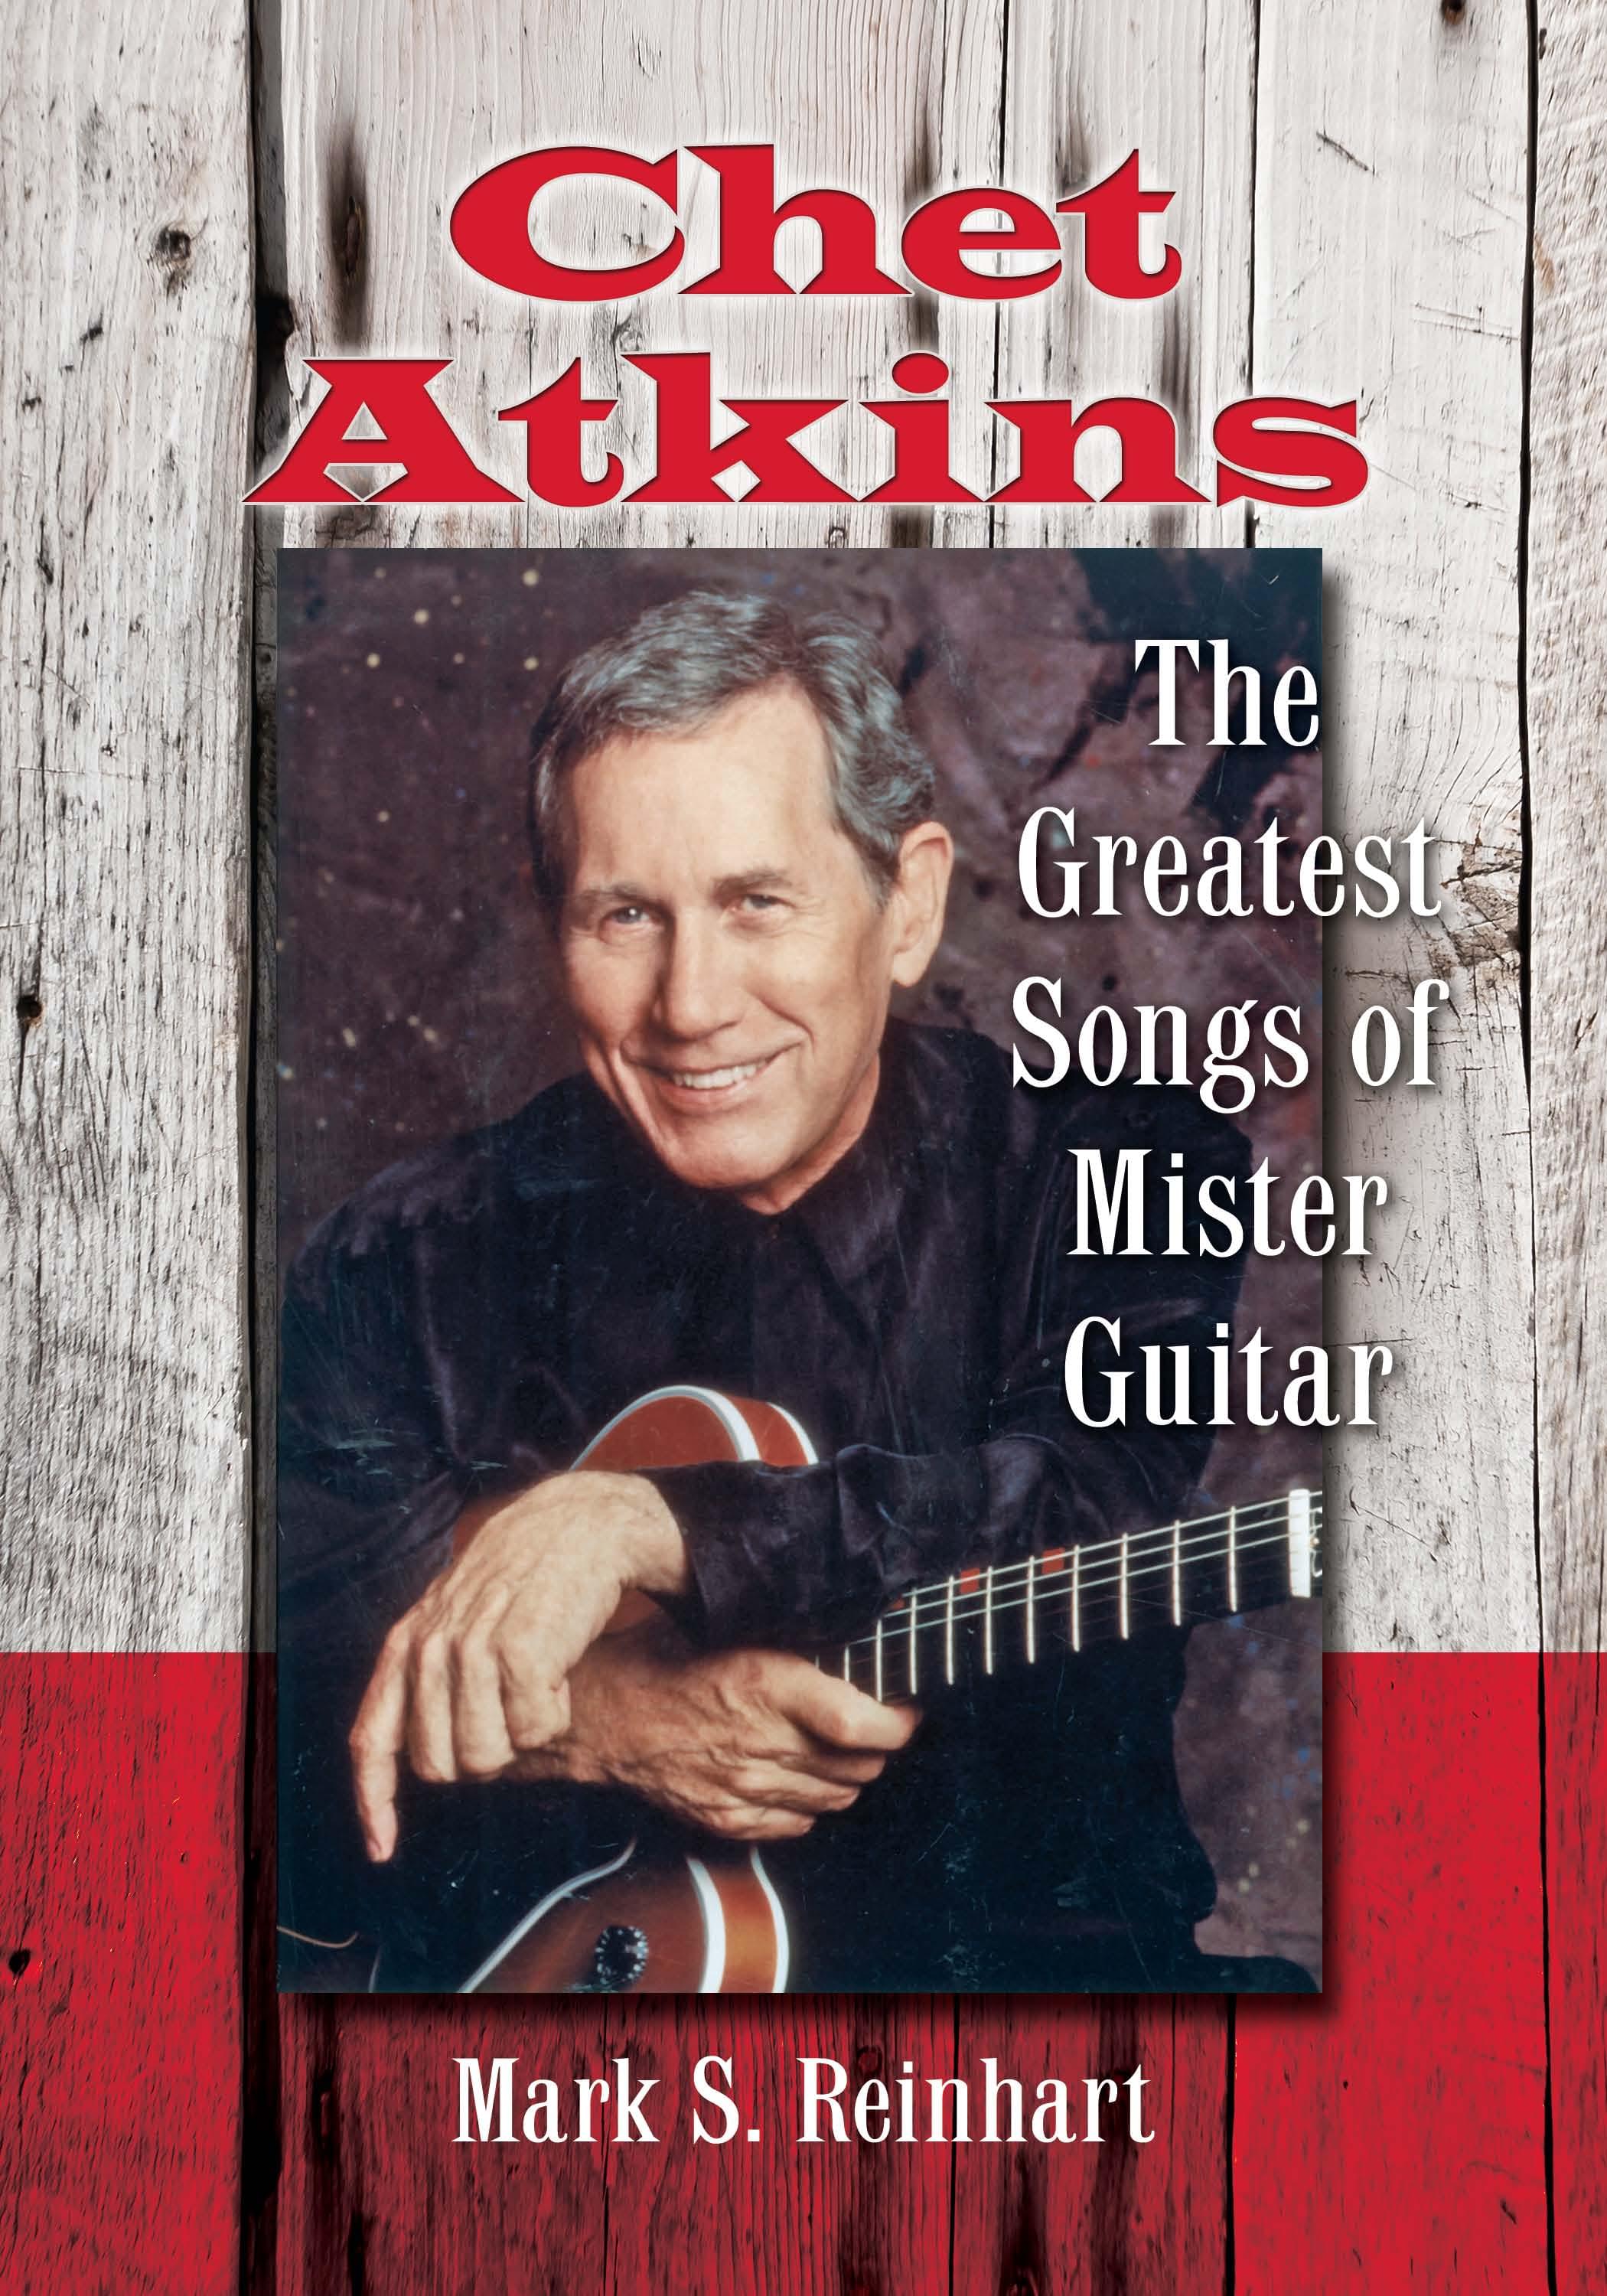 Chet
Atkins
The
Greatest
Songs of
Mister
Guitar
Mark S. Reinhart